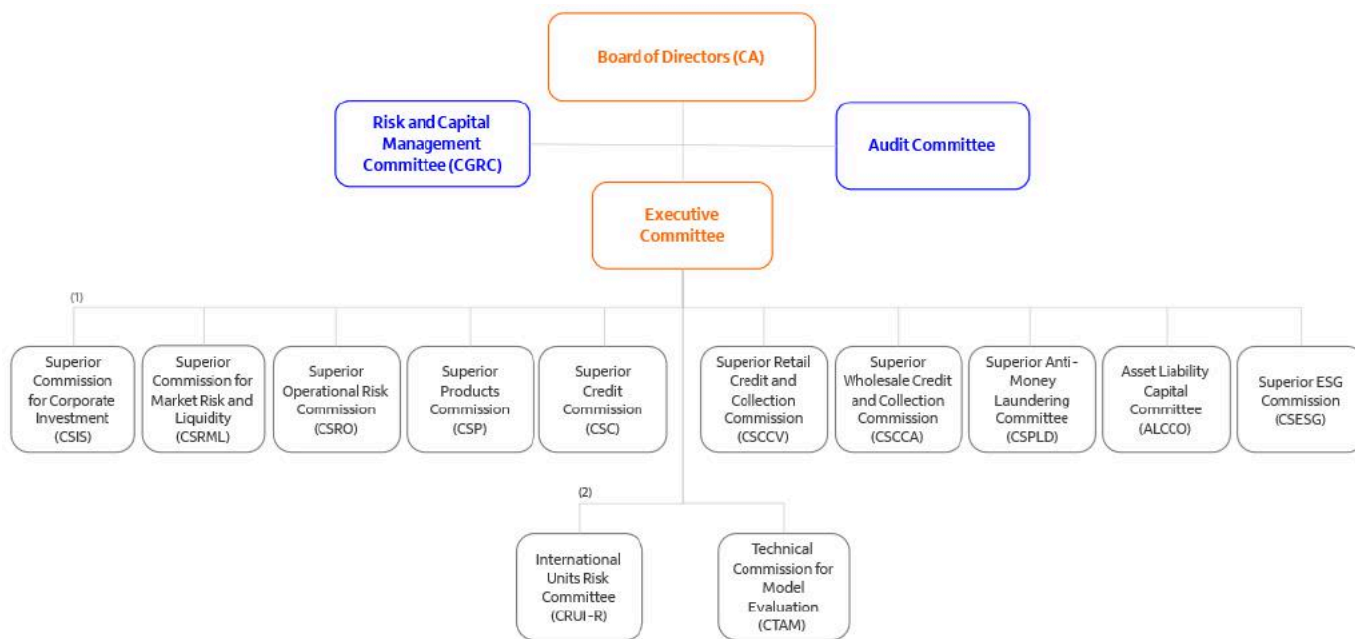 Board of Directors (CA)
Risk and Capital
Management
Committee (CGRC)
Audit Committee
Executive
Committee
(1)
Superior
Commission
for Corporate
Investment
(CSIS)
Superior
Commission for
Market Risk and
Liquidity
(CSRML)
Superior
Operational Risk
Commission
(CSRO)
Superior
Products
Commission
(CSP)
Superior
Credit
Commission
(CSC)
Superior Retail
Credit and
Collection
Commission
(CSCCV)
Superior
Wholesale Credit
and Collection
Commission
(CSCCA)
Superior Anti-
Money
Laundering
Committee
(CSPLD)
Asset Liability
Capital
Committee
(ALCCO)
Superior ESG
Commission
(CSESG)
(2)
International
Units Risk
Committee
(CRUI-R)
Technical
Commission for
Model
Evaluation
(CTAM)